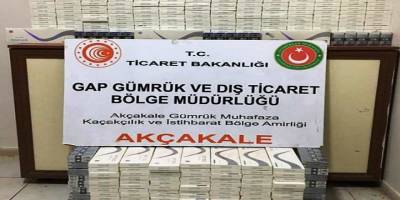 T.C.
TİCARET BAKANLIĞI
GAP GÜMRÜK VE DIŞ TİCARET
BÖLGE MÜDÜRLÜĞÜ
Akçakale Gümrük Muhafaza
Kaçakçılık ve İstihbarat Bölge Amirliği
AKÇAKALE